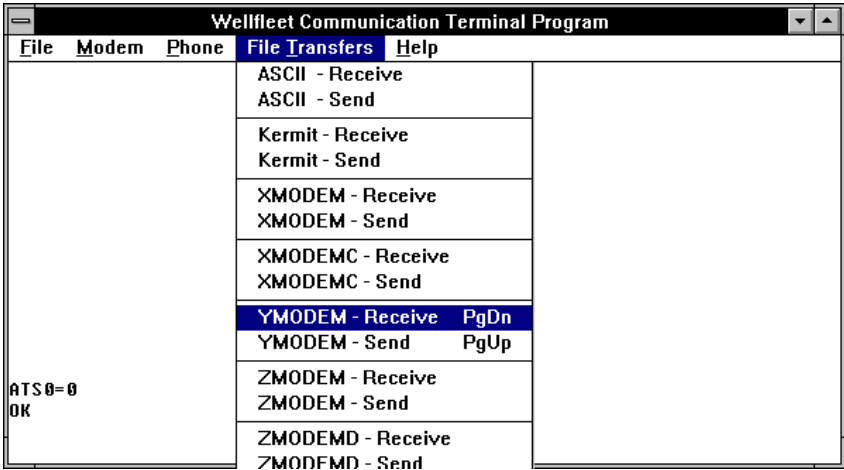 Wellfleet Communication Terminal Program
File Modem Phone File Transfers Help
ASCII - Receive
ASCII - Send
Kermit - Receive
Kermit - Send
XMODEM - Receive
XMODEM - Send
XMODEMC - Receive
XMODEMC - Send
YMODEM - Receive PgDn
YMODEM - Send PgUp
ZMODEM - Receive
ZMODEM - Send
ZMODEMD - Receive
ZMODEMD - Send
ATS0=0
OK